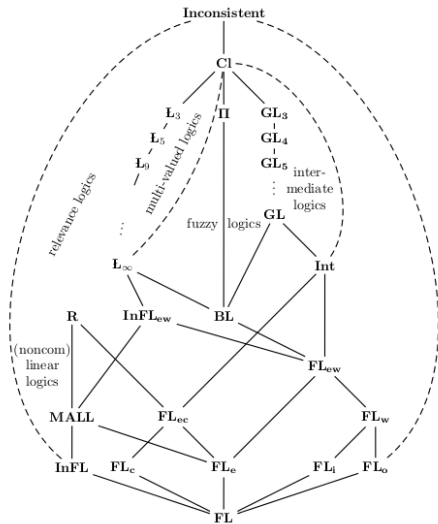 Inconsistent
Cl
Ł₃ Π GL₃
Ł₅ GL₄
Ł₉ GL₅
multi-valued logics
relevance logics
inter-
mediate
logics
⋮ ⋮
GL
fuzzy logics
Ł∞ Int
R InFLew BL
(noncom)
linear
logics
FLew
MALL FLec FLw
InFL FLc FLe FLi FLo
FL